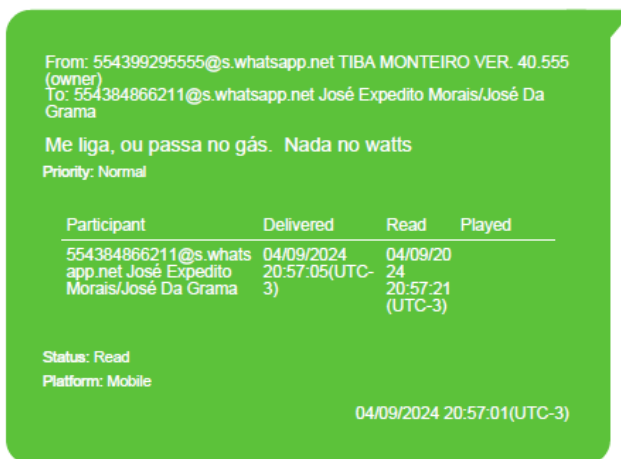 From: 554399295555@s.whatsapp.net TIBA MONTEIRO VER. 40.555
(owner)
To: 554384866211@s.whatsapp.net José Expedito Morais/José Da
Grama
Me liga, ou passa no gás.  Nada no watts
Priority: Normal
Participant Delivered Read Played
554384866211@s.whats 04/09/2024 04/09/20
app.net José Expedito 20:57:05(UTC- 24
Morais/José Da Grama 3) 20:57:21
(UTC-3)
Status: Read
Platform: Mobile
04/09/2024 20:57:01(UTC-3)